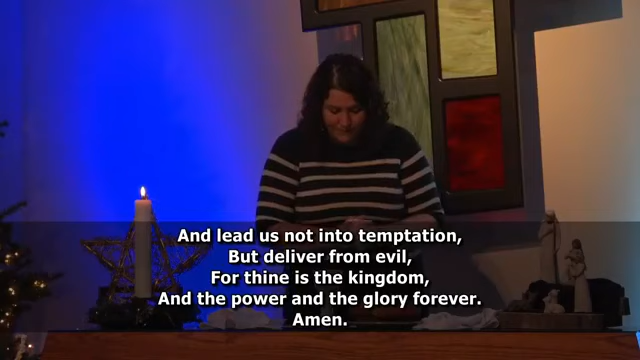 And lead us not into temptation,
But deliver from evil,
For thine is the kingdom,
And the power and the glory forever.
Amen.